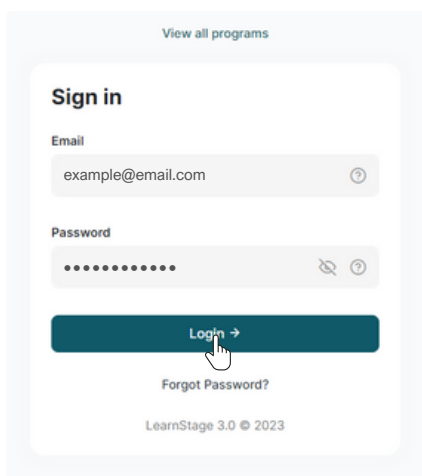 View all programs
Sign in
Email
example@email.com
Password
••••••••••••
Login →
Forgot Password?
LearnStage 3.0 © 2023